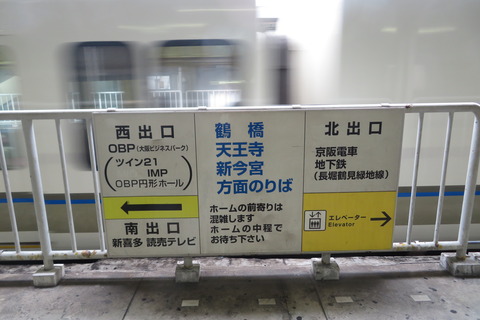 西出口
OBP(大阪ビジネスパーク)
(ツイン21
IMP
OBP円形ホール)
南出口
新喜多 読売テレビ
鶴橋
天王寺
新今宮
方面のりば
ホームの前寄りは
混雑します
ホームの中程で
お待ち下さい
北出口
京阪電車
地下鉄
(長堀鶴見緑地線)
エレベーター
Elevator